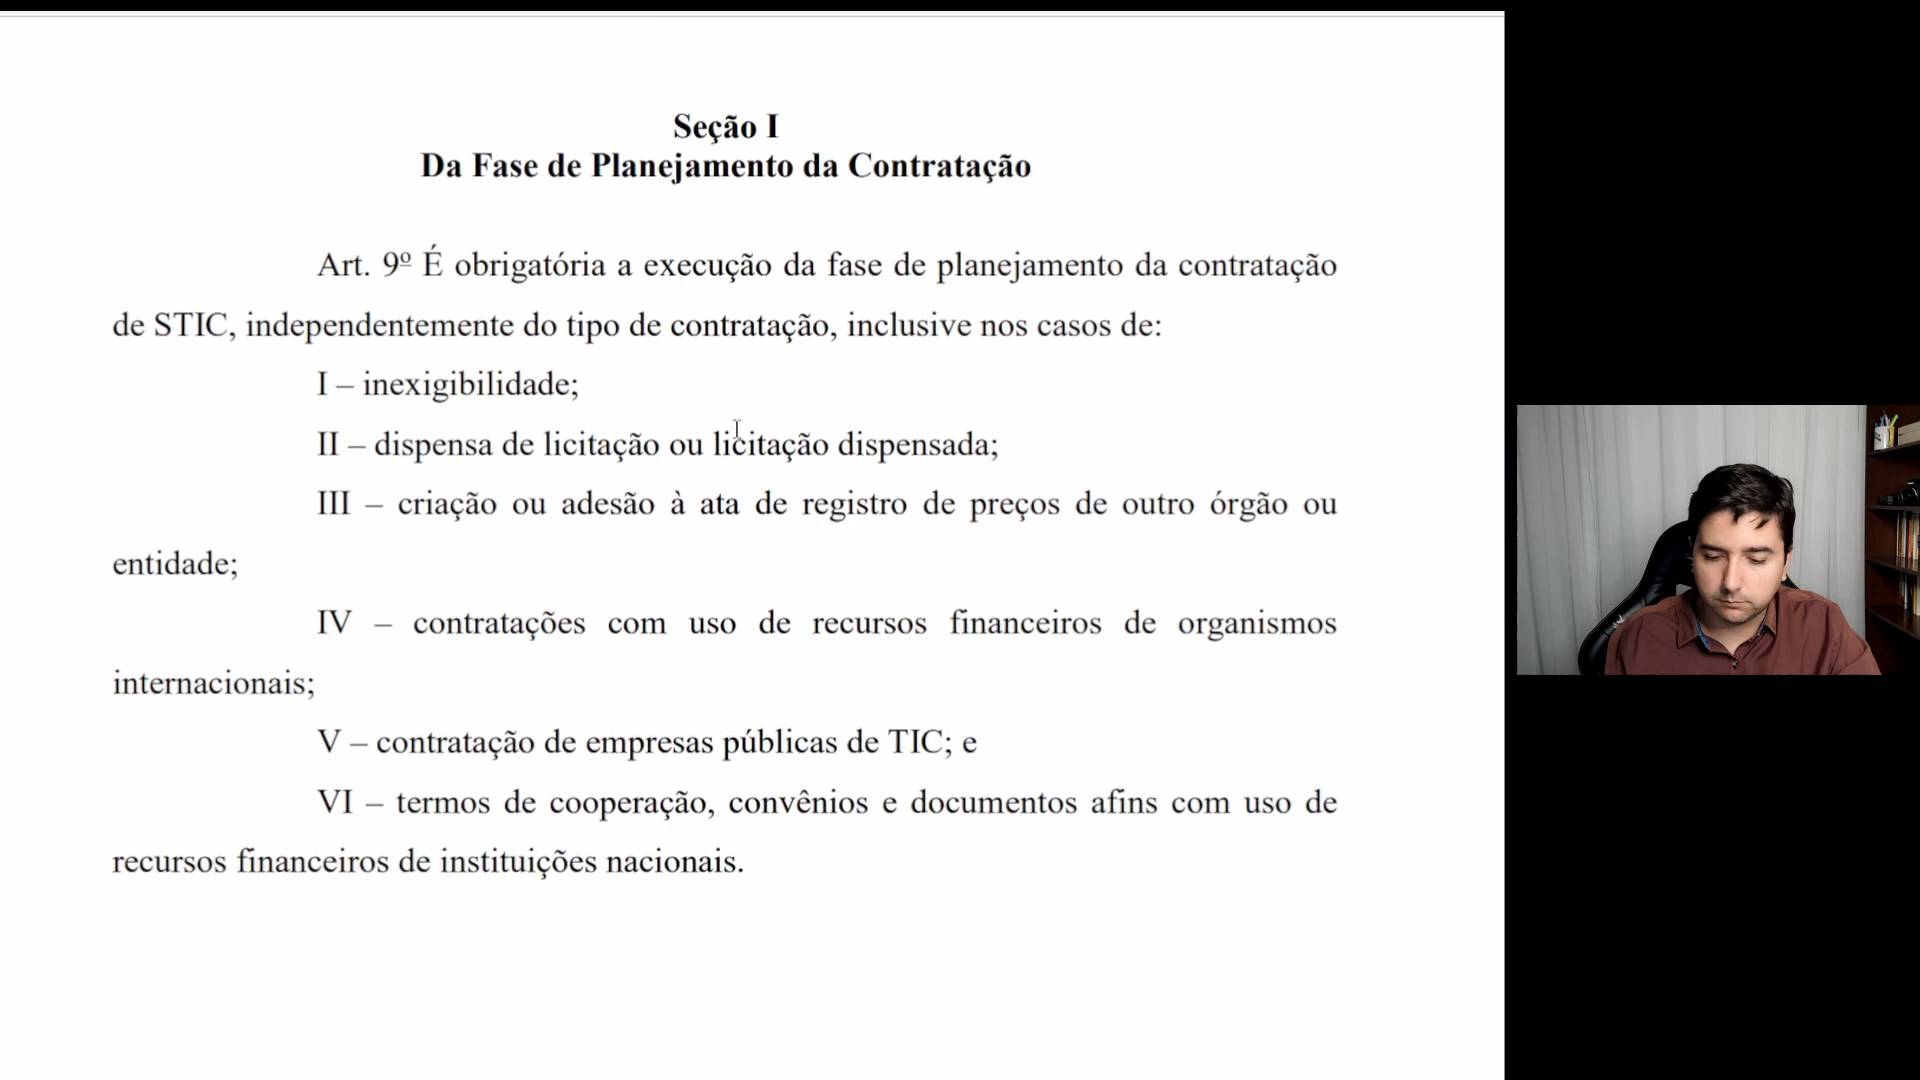 Seção I
Da Fase de Planejamento da Contratação
Art. 9º É obrigatória a execução da fase de planejamento da contratação
de STIC, independentemente do tipo de contratação, inclusive nos casos de:
I – inexigibilidade;
II – dispensa de licitação ou licitação dispensada;
III – criação ou adesão à ata de registro de preços de outro órgão ou
entidade;
IV – contratações com uso de recursos financeiros de organismos
internacionais;
V – contratação de empresas públicas de TIC; e
VI – termos de cooperação, convênios e documentos afins com uso de
recursos financeiros de instituições nacionais.